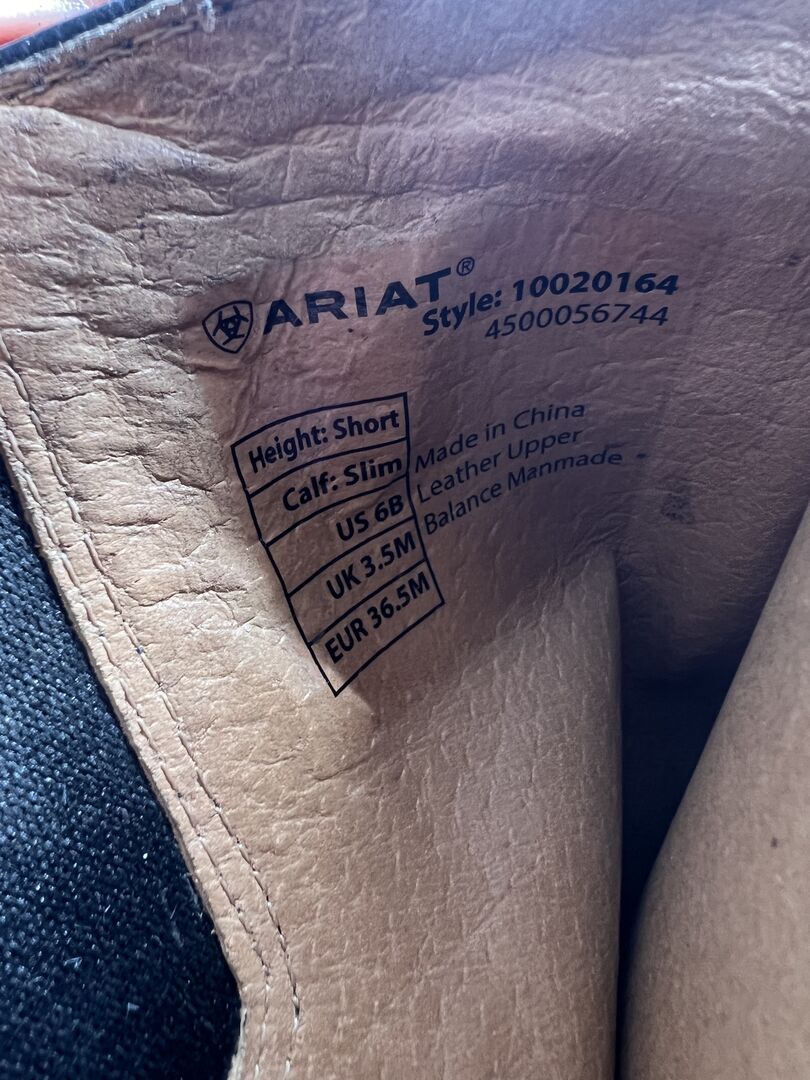 ARIAT®
Style: 10020164
4500056744
Height: Short
Calf: Slim
US 6B
UK 3.5M
EUR 36.5M
Made in China
Leather Upper
Balance Manmade